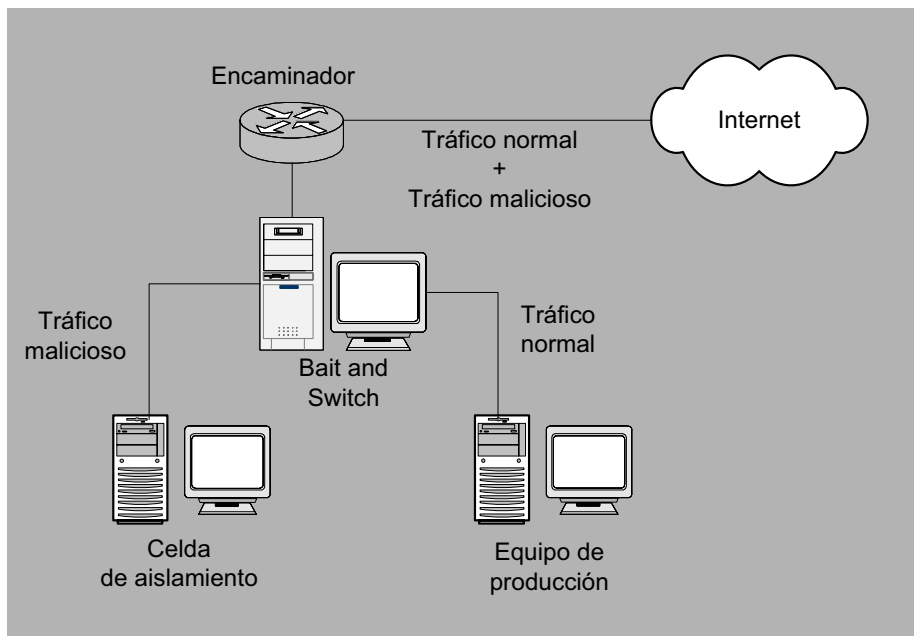 Encaminador
Internet
Tráfico normal
+
Tráfico malicioso
Tráfico
malicioso
Bait and
Switch
Tráfico
normal
Celda
de aislamiento
Equipo de
producción